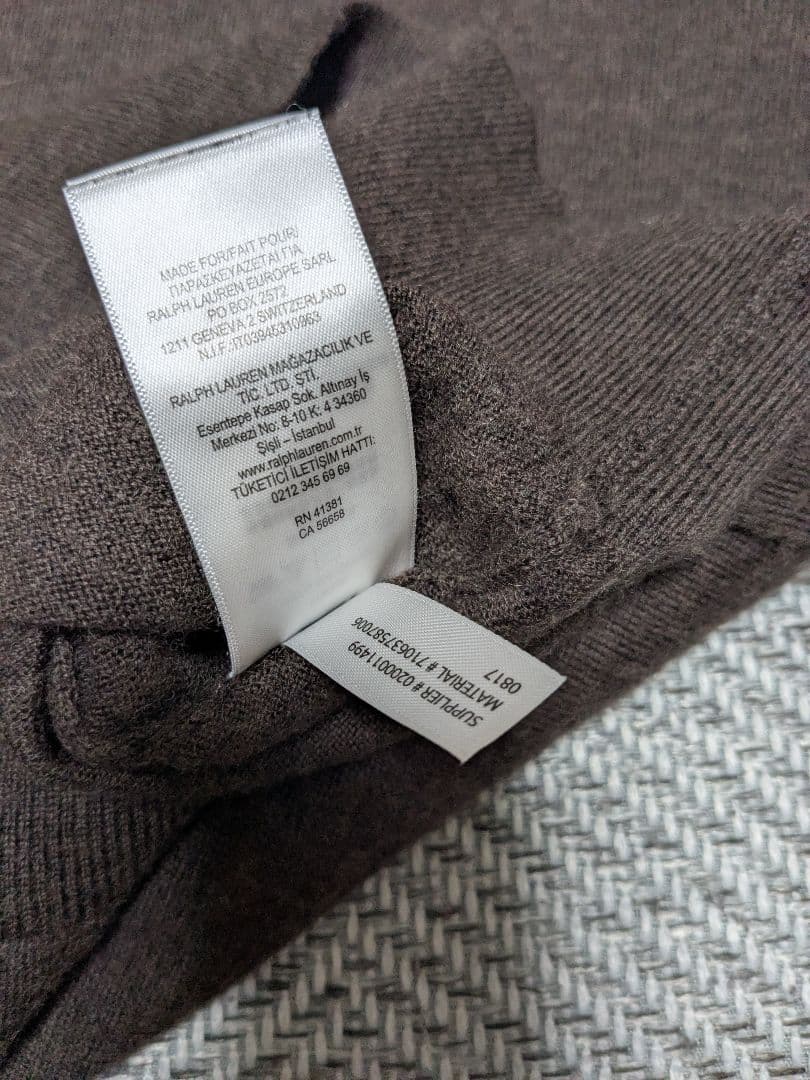 MADE FOR/FAIT POUR/
ΠΑΡΑΣΚΕΥΑΖΕΤΑΙ ΓΙΑ
RALPH LAUREN EUROPE SARL
PO BOX 2572
1211 GENEVA 2 SWITZERLAND
N.I.F.:IT03945310963
RALPH LAUREN MAĞAZACILIK VE
TIC. LTD. ŞTİ.
Esentepe Kasap Sok. Altınay İş
Merkezi No: 8-10 K: 4 34360
Şişli – İstanbul
www.ralphlauren.com.tr
TÜKETİCİ İLETİŞİM HATTI:
0212 345 69 69
RN 41381
CA 56658
SUPPLIER # 0200011499
MATERIAL # 710637587006
0817